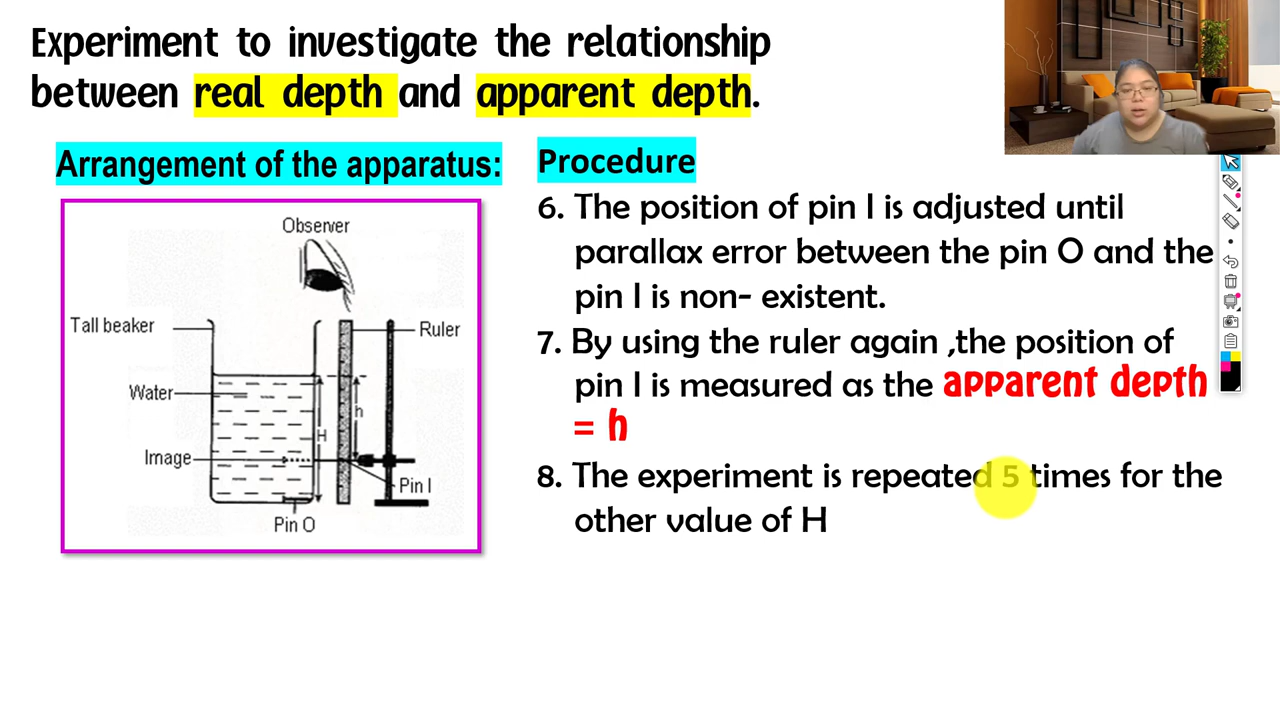 Experiment to investigate the relationship
between real depth and apparent depth.
Arrangement of the apparatus:
Observer
Tall beaker
Ruler
Water
h
H
Image
Pin I
Pin O
Procedure
6. The position of pin I is adjusted until
parallax error between the pin O and the
pin I is non- existent.
7. By using the ruler again ,the position of
pin I is measured as the apparent depth
= h
8. The experiment is repeated 5 times for the
other value of H